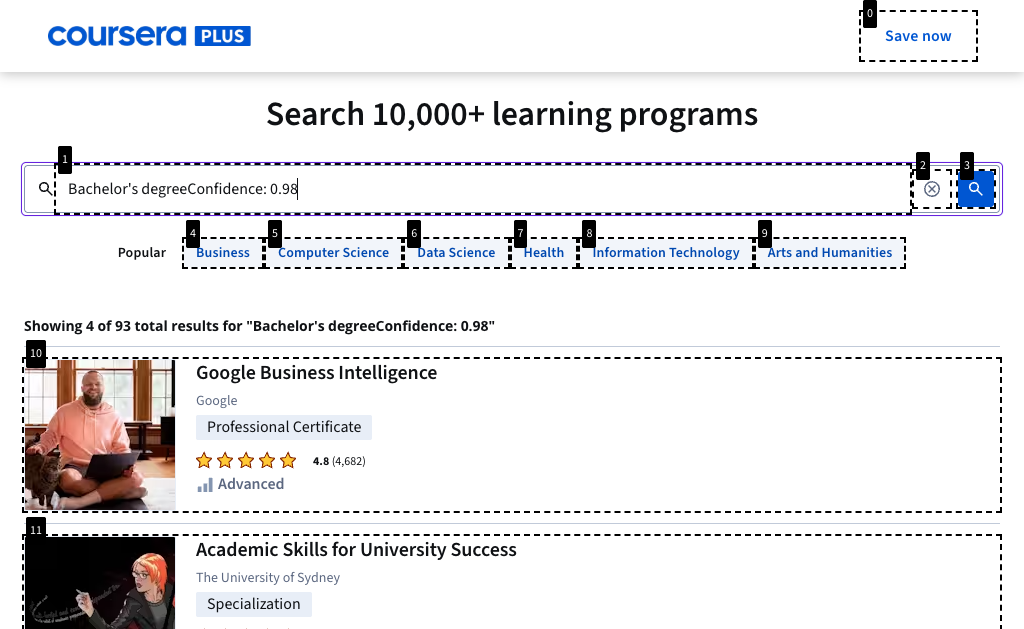 coursera PLUS
0
Save now
Search 10,000+ learning programs
1
2
3
Bachelor's degreeConfidence: 0.98
4
5
6
7
8
9
Popular
Business
Computer Science
Data Science
Health
Information Technology
Arts and Humanities
Showing 4 of 93 total results for "Bachelor's degreeConfidence: 0.98"
10
Google Business Intelligence
Google
Professional Certificate
4.8 (4,682)
Advanced
11
Academic Skills for University Success
The University of Sydney
Specialization